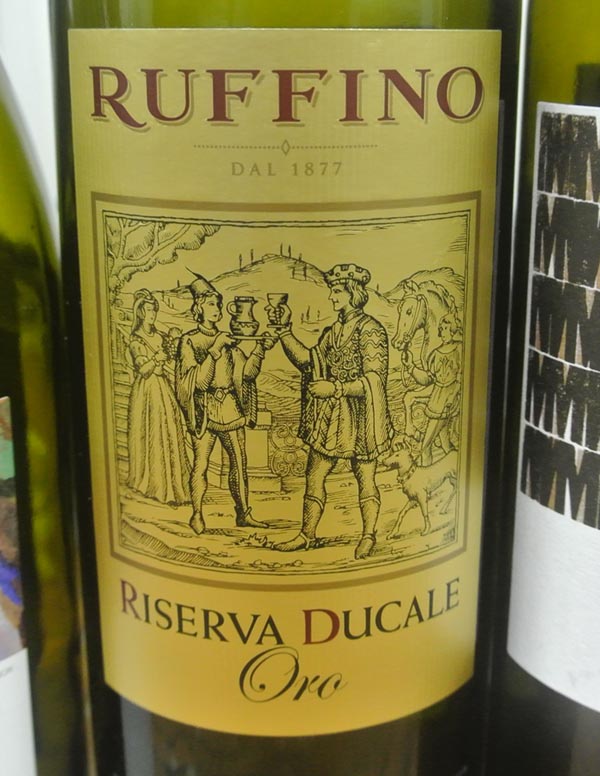 RUFFINO
DAL 1877
RISERVA DUCALE
Oro